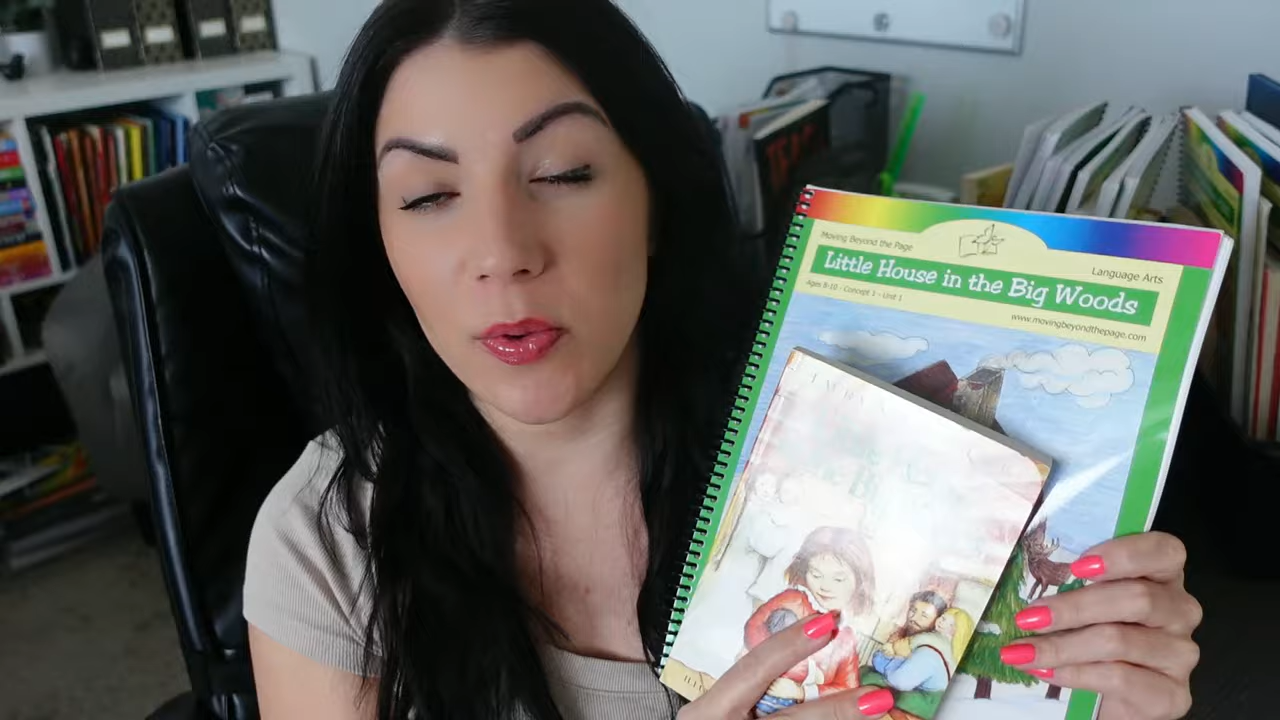 Moving Beyond the Page
Language Arts
Little House in the Big Woods
Ages 8-10 - Concept 1 - Unit 1
www.movingbeyondthepage.com